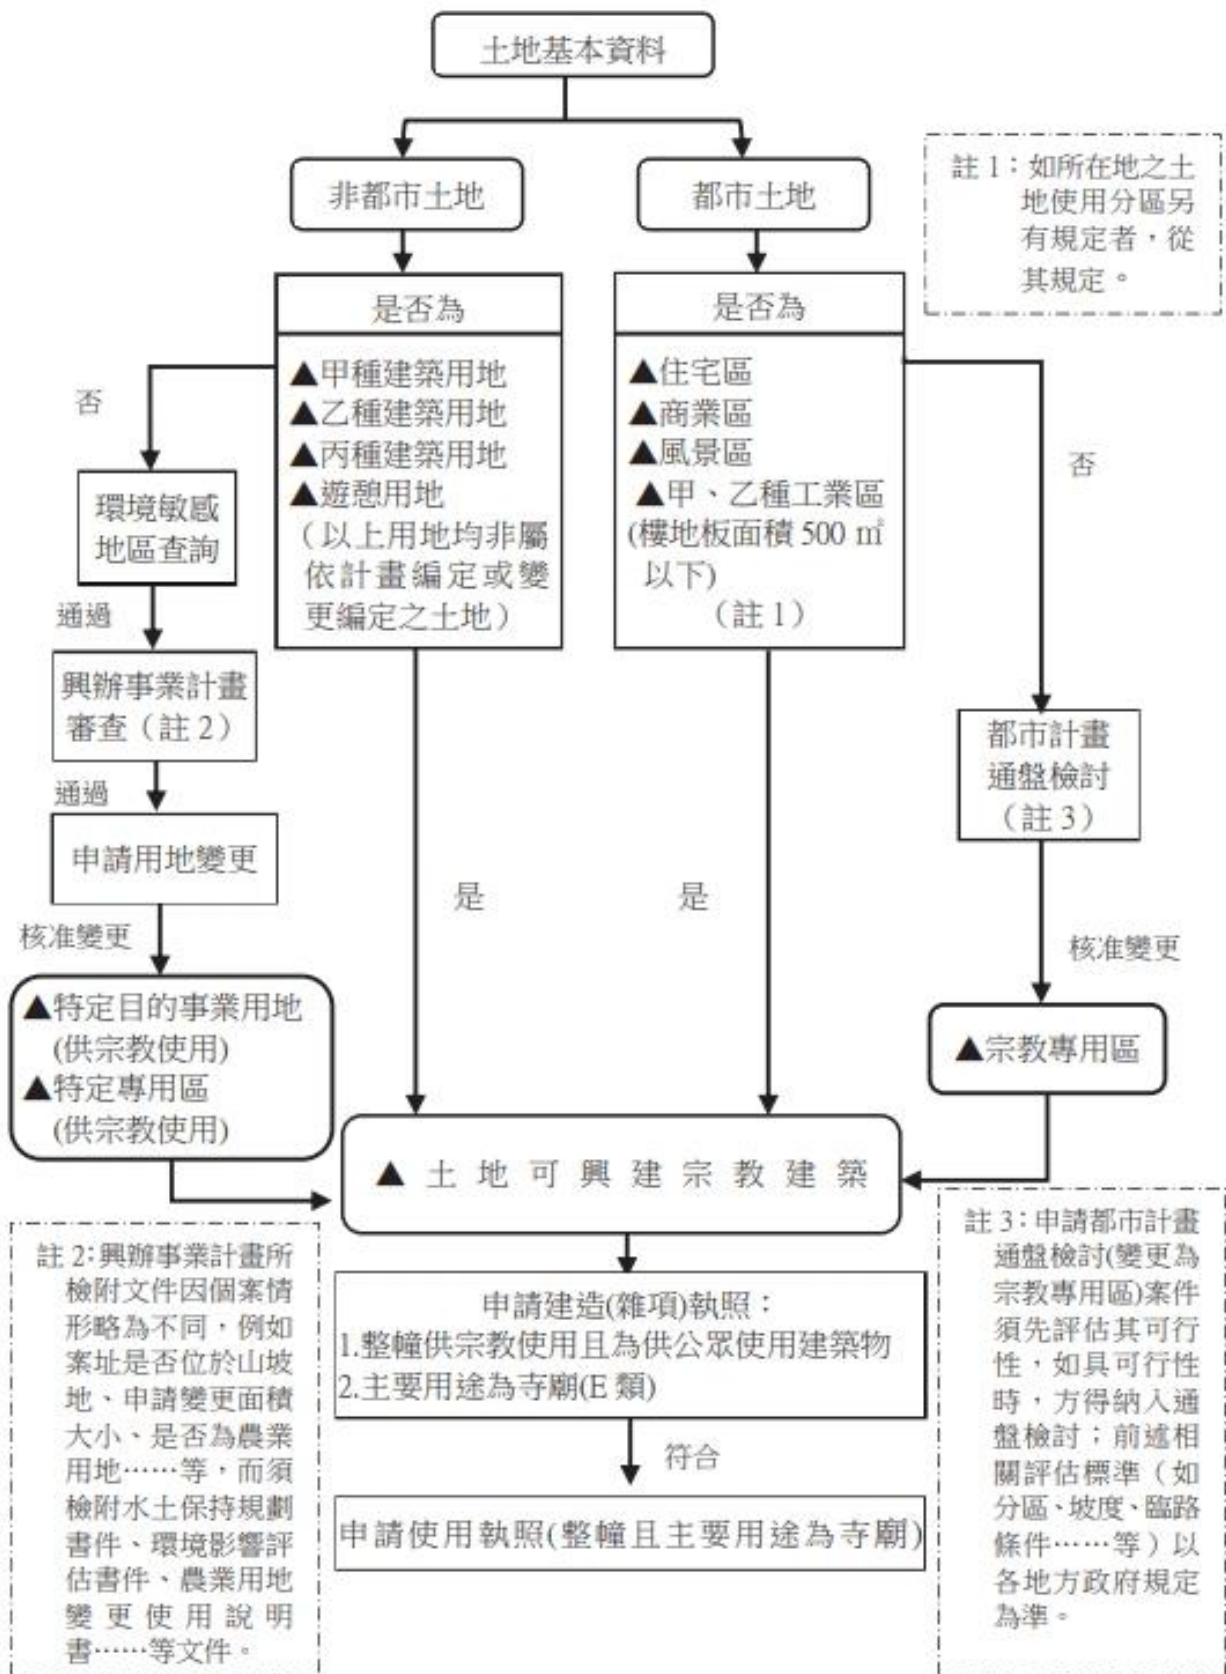 土地基本資料
非都市土地
都市土地
註 1：如所在地之土
地使用分區另
有規定者，從
其規定。
是否為
▲甲種建築用地
▲乙種建築用地
▲丙種建築用地
▲遊憩用地
（以上用地均非屬
依計畫編定或變
更編定之土地）
是否為
▲住宅區
▲商業區
▲風景區
▲甲、乙種工業區
(樓地板面積 500 ㎡
以下)
（註 1）
否
環境敏感
地區查詢
通過
興辦事業計畫
審查（註 2）
通過
申請用地變更
核准變更
▲特定目的事業用地
(供宗教使用)
▲特定專用區
(供宗教使用)
是
是
否
都市計畫
通盤檢討
（註 3）
核准變更
▲宗教專用區
▲ 土 地 可 興 建 宗 教 建 築
申請建造(雜項)執照：
1.整幢供宗教使用且為供公眾使用建築物
2.主要用途為寺廟(E 類)
符合
申請使用執照(整幢且主要用途為寺廟)
註 2：興辦事業計畫所
檢附文件因個案情
形略為不同，例如
案址是否位於山坡
地、申請變更面積
大小、是否為農業
用地……等，而須
檢附水土保持規劃
書件、環境影響評
估書件、農業用地
變更使用說明
書……等文件。
註 3：申請都市計畫
通盤檢討(變更為
宗教專用區)案件
須先評估其可行
性，如具可行性
時，方得納入通
盤檢討；前述相
關評估標準（如
分區、坡度、臨路
條件……等）以
各地方政府規定
為準。